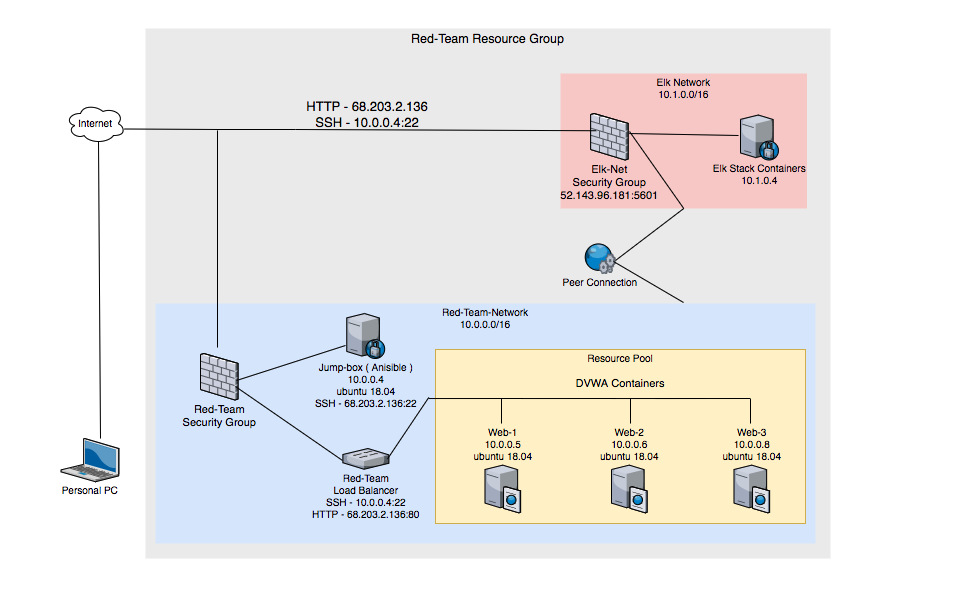 Red-Team Resource Group
Elk Network
10.1.0.0/16
HTTP - 68.203.2.136
SSH - 10.0.0.4:22
Internet
Elk-Net
Security Group
52.143.96.181:5601
Elk Stack Containers
10.1.0.4
Peer Connection
Red-Team-Network
10.0.0.0/16
Jump-box ( Anisible )
10.0.0.4
ubuntu 18.04
SSH - 68.203.2.136:22
Red-Team
Security Group
Resource Pool
DVWA Containers
Web-1
10.0.0.5
ubuntu 18.04
Web-2
10.0.0.6
ubuntu 18.04
Web-3
10.0.0.8
ubuntu 18.04
Red-Team
Load Balancer
SSH - 10.0.0.4:22
HTTP - 68.203.2.136:80
Personal PC